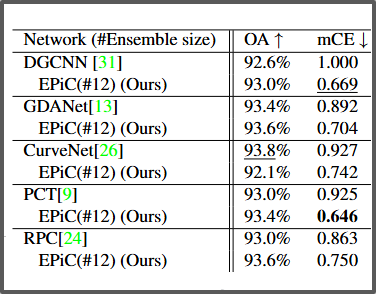 Network (#Ensemble size) OA ↑ mCE ↓
DGCNN [31] 92.6% 1.000
EPiC(#12) (Ours) 93.0% 0.669
GDANet[13] 93.4% 0.892
EPiC(#12) (Ours) 93.6% 0.704
CurveNet[26] 93.8% 0.927
EPiC(#12) (Ours) 92.1% 0.742
PCT[9] 93.0% 0.925
EPiC(#12) (Ours) 93.4% 0.646
RPC[24] 93.0% 0.863
EPiC(#12) (Ours) 93.6% 0.750